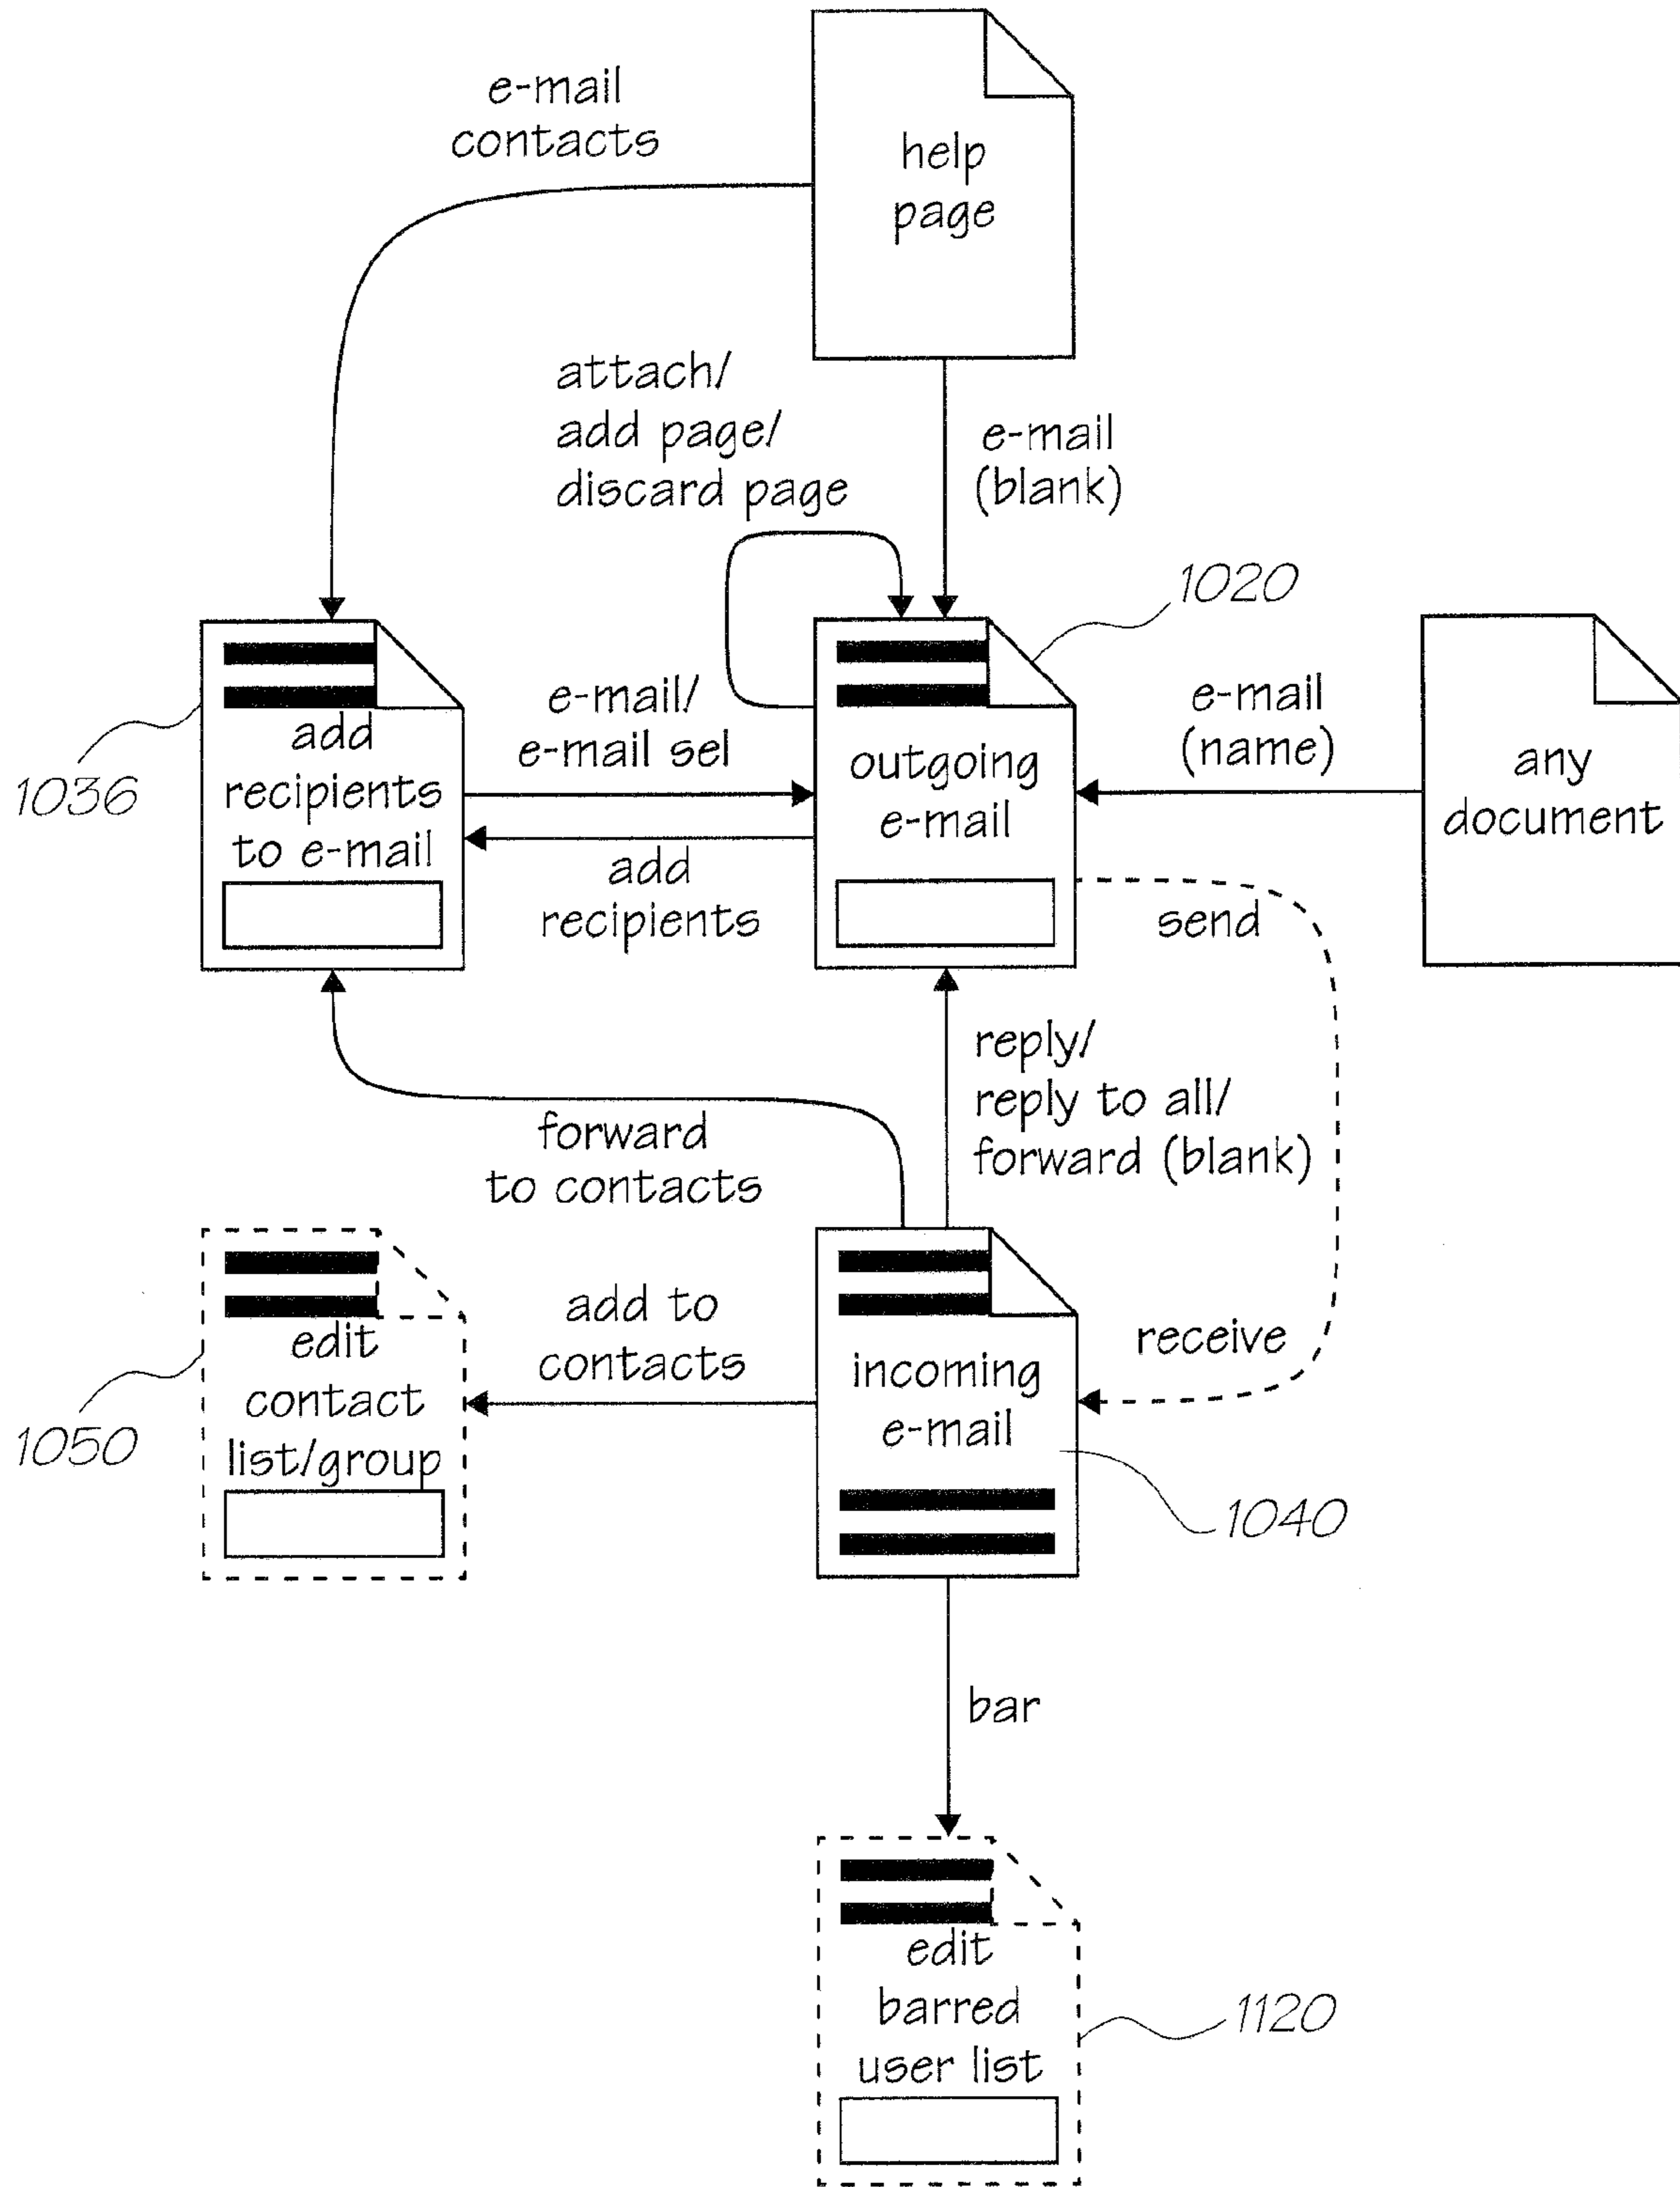 e-mail
contacts
help
page
attach/
add page/
discard page
e-mail
(blank)
1020
1036
add
recipients
to e-mail
e-mail/
e-mail sel
add
recipients
outgoing
e-mail
e-mail
(name)
any
document
send
reply/
reply to all/
forward (blank)
forward
to contacts
1050
edit
contact
list/group
add to
contacts
incoming
e-mail
receive
1040
bar
edit
barred
user list
1120